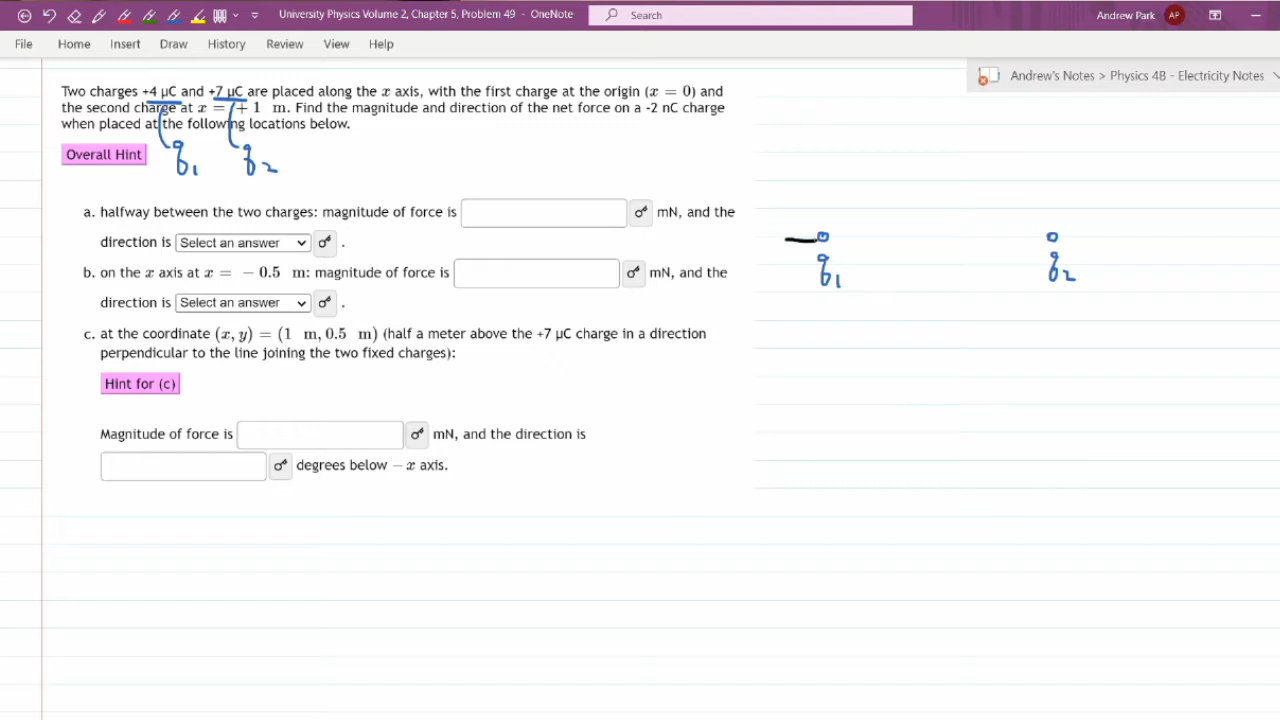 University Physics Volume 2, Chapter 5, Problem 49 - OneNote
Search
Andrew Park
AP
File Home Insert Draw History Review View Help
Andrew's Notes > Physics 4B - Electricity Notes
Two charges +4 μC and +7 μC are placed along the x axis, with the first charge at the origin (x = 0) and
the second charge at x = + 1 m. Find the magnitude and direction of the net force on a -2 nC charge
when placed at the following locations below.
Overall Hint
q₁ q₂
a. halfway between the two charges: magnitude of force is mN, and the
direction is Select an answer .
b. on the x axis at x = − 0.5 m: magnitude of force is mN, and the
direction is Select an answer .
c. at the coordinate (x, y) = (1 m, 0.5 m) (half a meter above the +7 μC charge in a direction
perpendicular to the line joining the two fixed charges):
Hint for (c)
Magnitude of force is mN, and the direction is
degrees below − x axis.
q₁ q₂